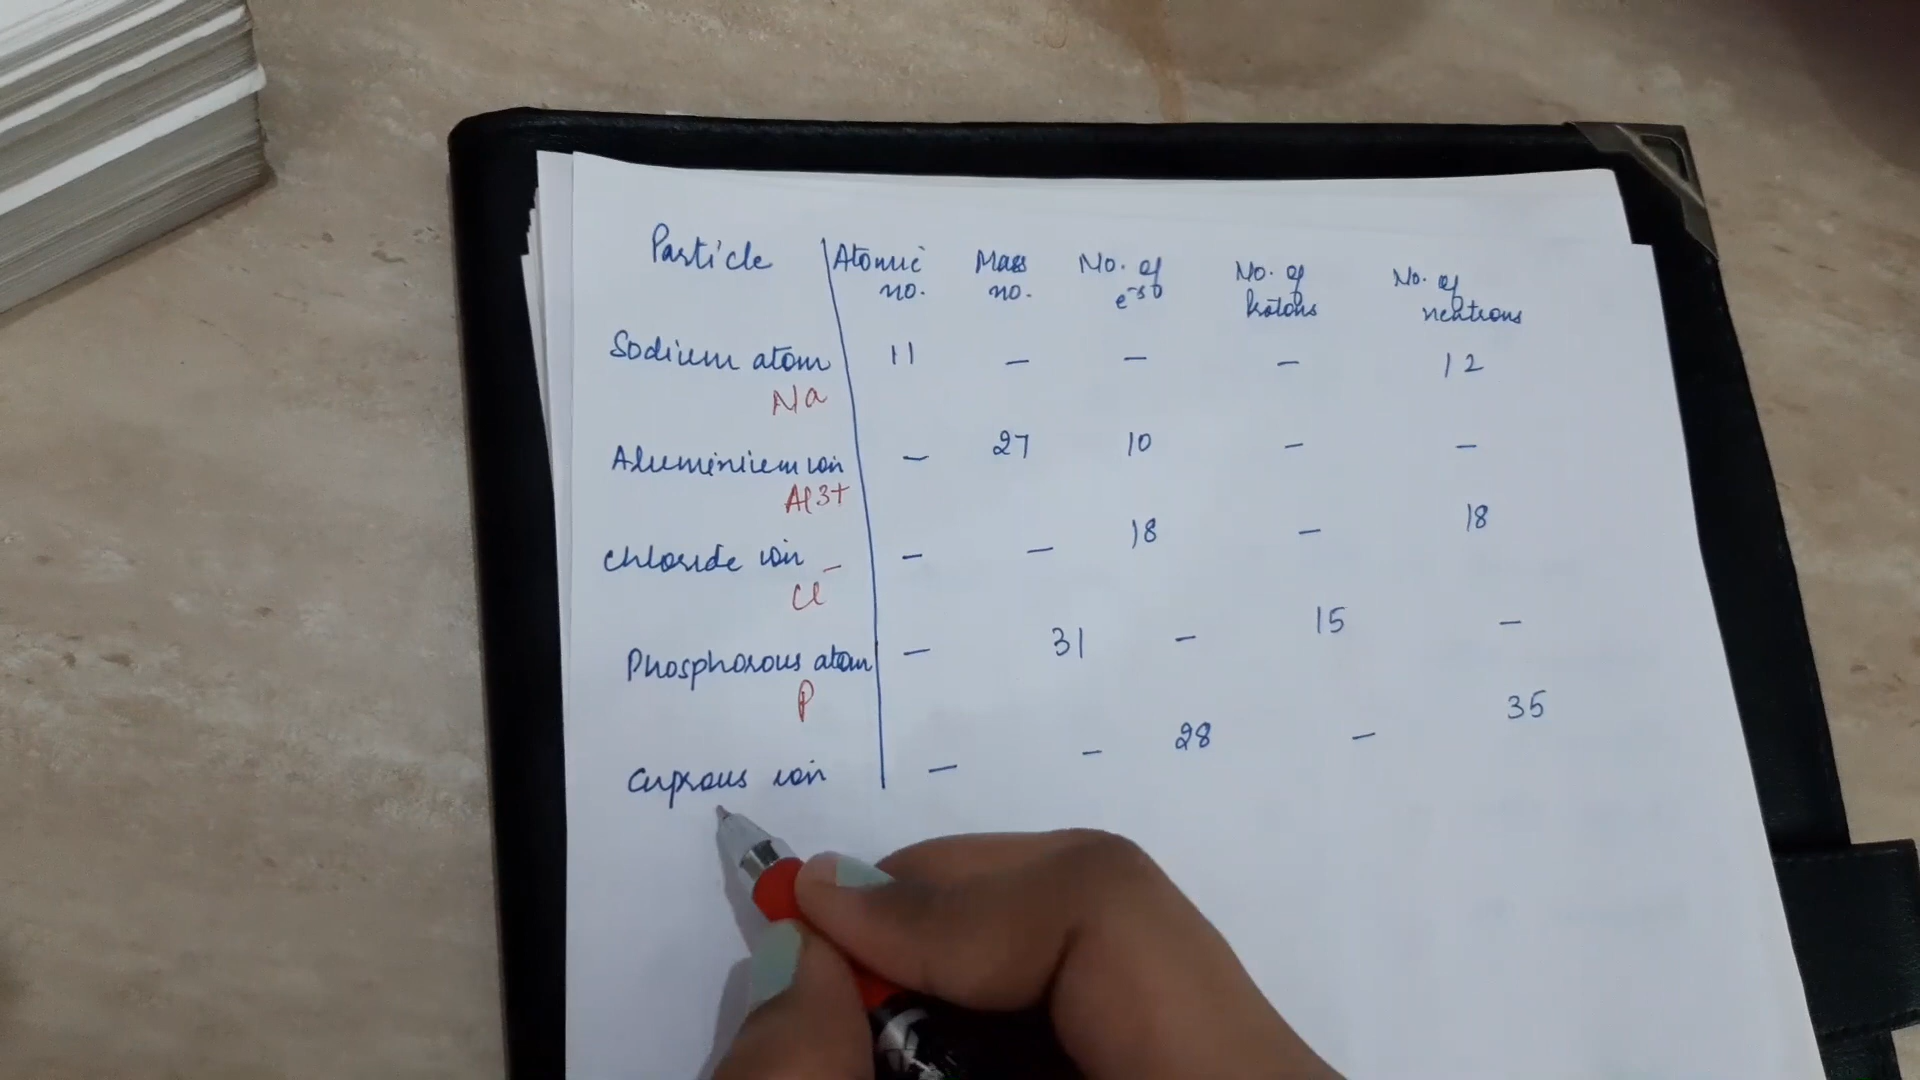 Particle Atomic no. Mass no. No. of e⁻s No. of protons No. of neutrons
Sodium atom 11 — — — 12
Na
Aluminium ion — 27 10 — —
Al3+
Chloride ion — — 18 — 18
Cl⁻
Phosphorous atom — 31 — 15 —
P
Cuprous ion — — 28 — 35